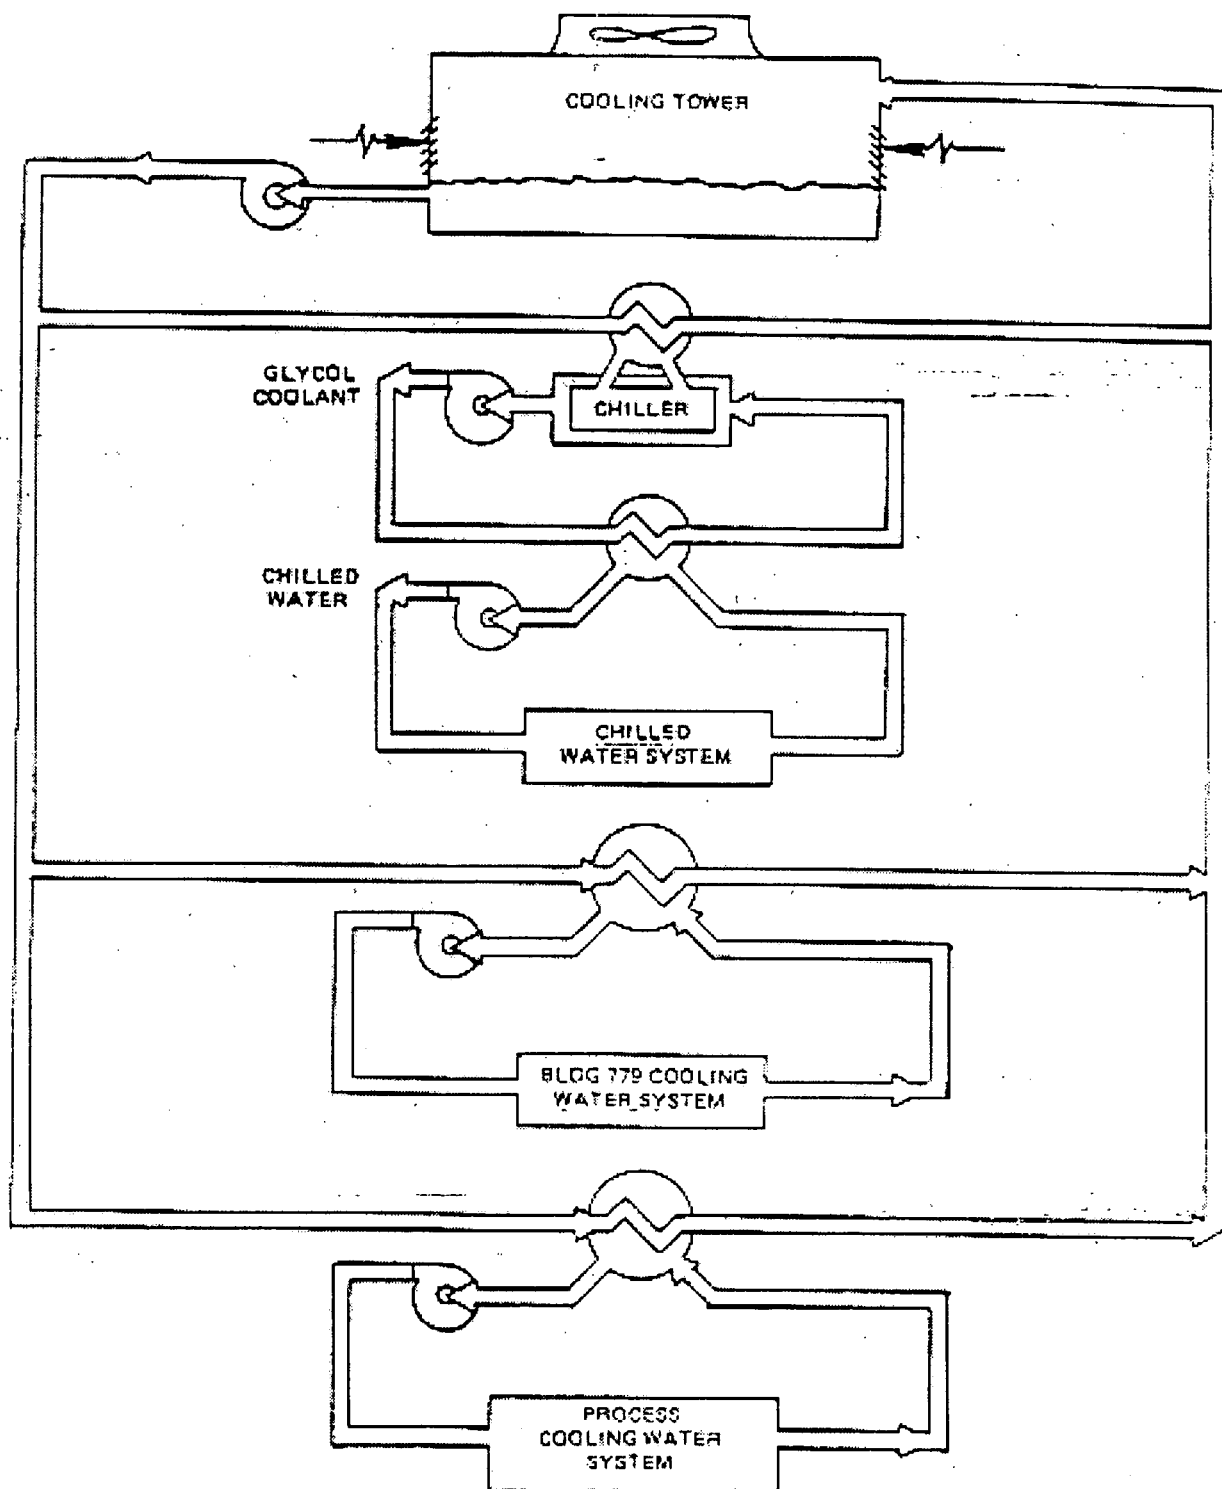 COOLING TOWER
GLYCOL
COOLANT
CHILLER
CHILLED
WATER
CHILLED
WATER SYSTEM
BLDG 779 COOLING
WATER SYSTEM
PROCESS
COOLING WATER
SYSTEM